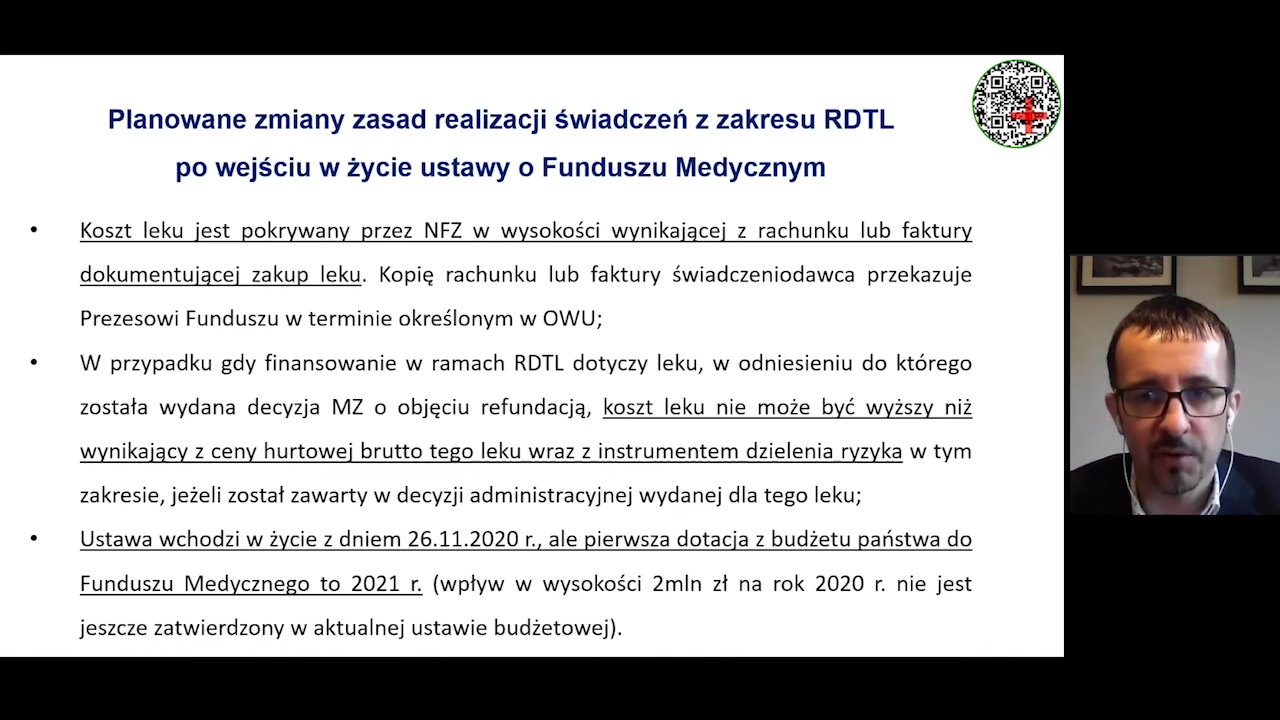 Planowane zmiany zasad realizacji świadczeń z zakresu RDTL
po wejściu w życie ustawy o Funduszu Medycznym
• Koszt leku jest pokrywany przez NFZ w wysokości wynikającej z rachunku lub faktury
dokumentującej zakup leku. Kopię rachunku lub faktury świadczeniodawca przekazuje
Prezesowi Funduszu w terminie określonym w OWU;
• W przypadku gdy finansowanie w ramach RDTL dotyczy leku, w odniesieniu do którego
została wydana decyzja MZ o objęciu refundacją, koszt leku nie może być wyższy niż
wynikający z ceny hurtowej brutto tego leku wraz z instrumentem dzielenia ryzyka w tym
zakresie, jeżeli został zawarty w decyzji administracyjnej wydanej dla tego leku;
• Ustawa wchodzi w życie z dniem 26.11.2020 r., ale pierwsza dotacja z budżetu państwa do
Funduszu Medycznego to 2021 r. (wpływ w wysokości 2mln zł na rok 2020 r. nie jest
jeszcze zatwierdzony w aktualnej ustawie budżetowej).